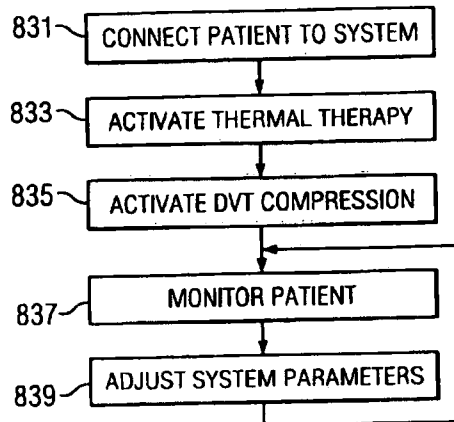 831 CONNECT PATIENT TO SYSTEM
833 ACTIVATE THERMAL THERAPY
835 ACTIVATE DVT COMPRESSION
837 MONITOR PATIENT
839 ADJUST SYSTEM PARAMETERS